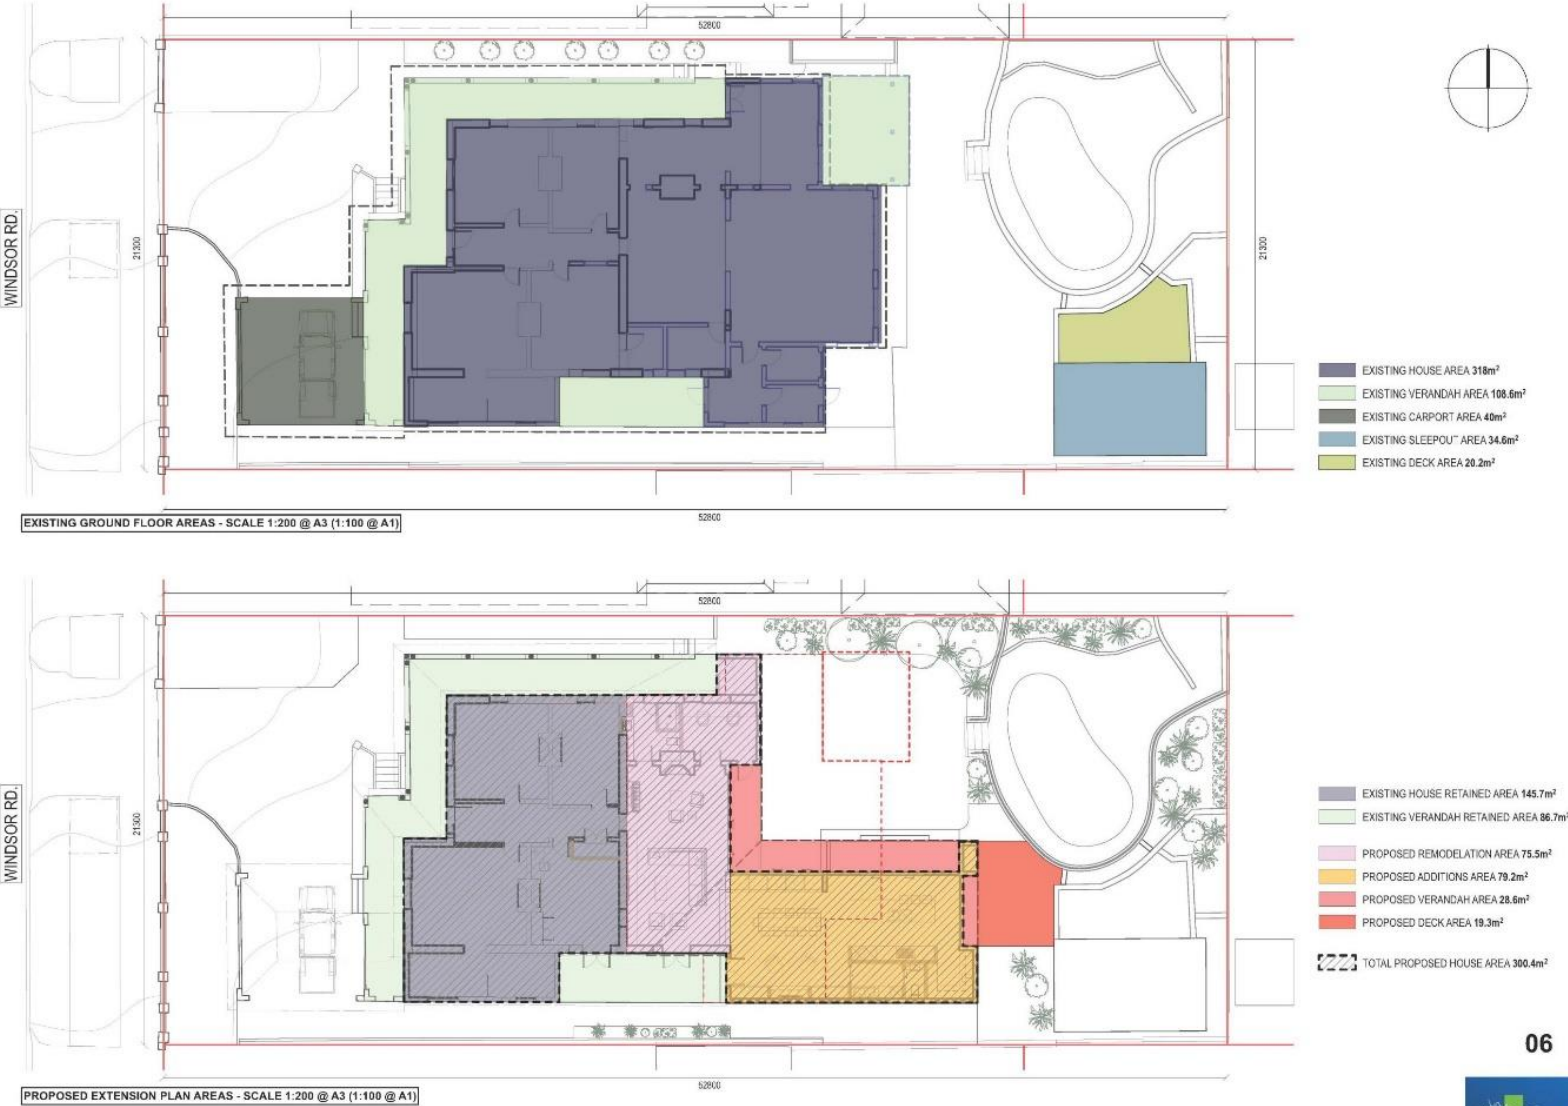 52800
WINDSOR RD.
21300
21300
EXISTING HOUSE AREA 318m²
EXISTING VERANDAH AREA 108.6m²
EXISTING CARPORT AREA 40m²
EXISTING SLEEPOUT AREA 34.6m²
EXISTING DECK AREA 20.2m²
52800
EXISTING GROUND FLOOR AREAS - SCALE 1:200 @ A3 (1:100 @ A1)
52800
WINDSOR RD.
21300
EXISTING HOUSE RETAINED AREA 145.7m²
EXISTING VERANDAH RETAINED AREA 86.7m²
PROPOSED REMODELATION AREA 75.5m²
PROPOSED ADDITIONS AREA 79.2m²
PROPOSED VERANDAH AREA 28.6m²
PROPOSED DECK AREA 19.3m²
TOTAL PROPOSED HOUSE AREA 300.4m²
06
52800
PROPOSED EXTENSION PLAN AREAS - SCALE 1:200 @ A3 (1:100 @ A1)